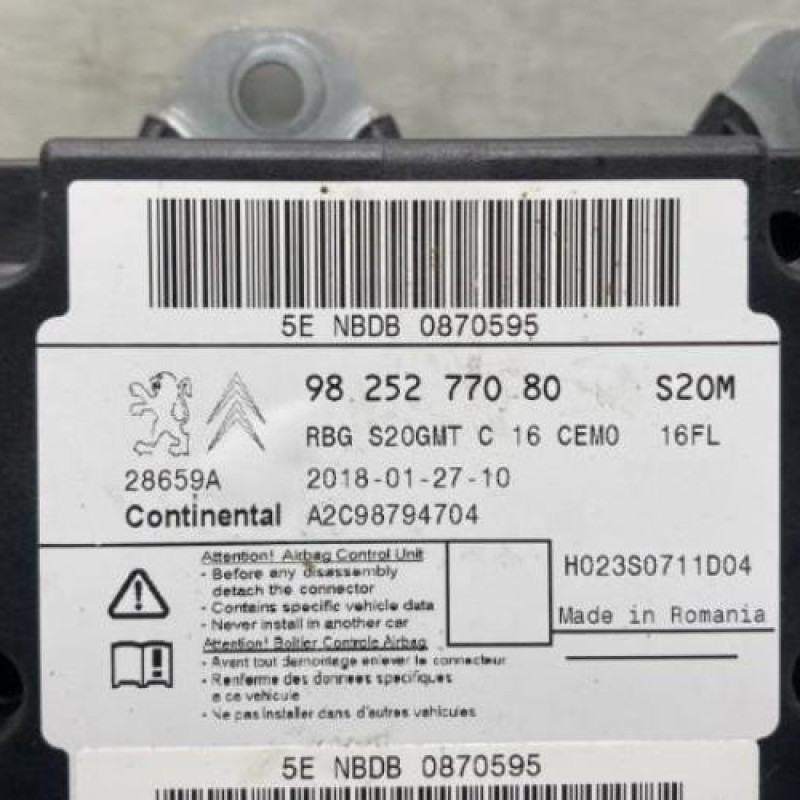 5E NBDB 0870595
98 252 770 80 S20M
RBG S20GMT C 16 CEM0 16FL
28659A 2018-01-27-10
Continental A2C98794704
Attention! Airbag Control Unit
- Before any disassembly
detach the connector
- Contains specific vehicle data
- Never install in another car
Attention! Boîtier Controle Airbag
- Avant tout demontage enlever le connecteur
- Renferme des donnees specifiques
a ce vehicule
- Ne pas installer dans d'autres vehicules
H023S0711D04
Made in Romania
5E NBDB 0870595